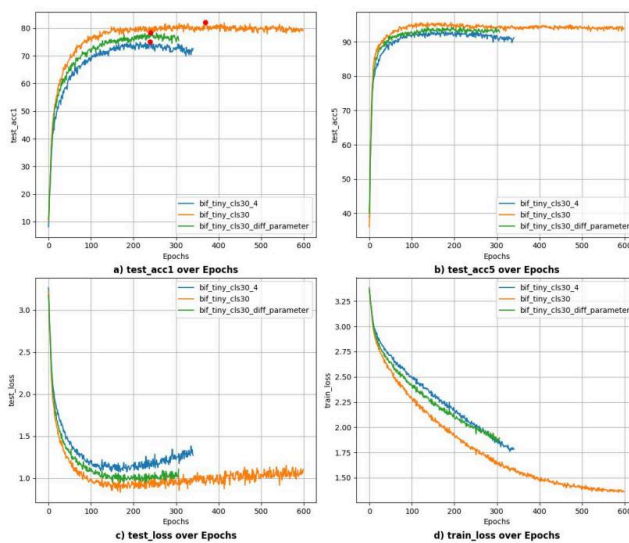 90
80
70
60
50
40
30
20
10
test_acc1
bif_tiny_cls30_4
bif_tiny_cls30
bif_tiny_cls30_diff_parameter
0 100 200 300 400 500 600
Epochs
a) test_acc1 over Epochs
90
80
70
60
50
40
test_acc5
bif_tiny_cls30_4
bif_tiny_cls30
bif_tiny_cls30_diff_parameter
0 100 200 300 400 500 600
Epochs
b) test_acc5 over Epochs
3.0
2.5
2.0
1.5
1.0
test_loss
bif_tiny_cls30_4
bif_tiny_cls30
bif_tiny_cls30_diff_parameter
0 100 200 300 400 500 600
Epochs
c) test_loss over Epochs
3.25
3.00
2.75
2.50
2.25
2.00
1.75
1.50
train_loss
bif_tiny_cls30_4
bif_tiny_cls30
bif_tiny_cls30_diff_parameter
0 100 200 300 400 500 600
Epochs
d) train_loss over Epochs